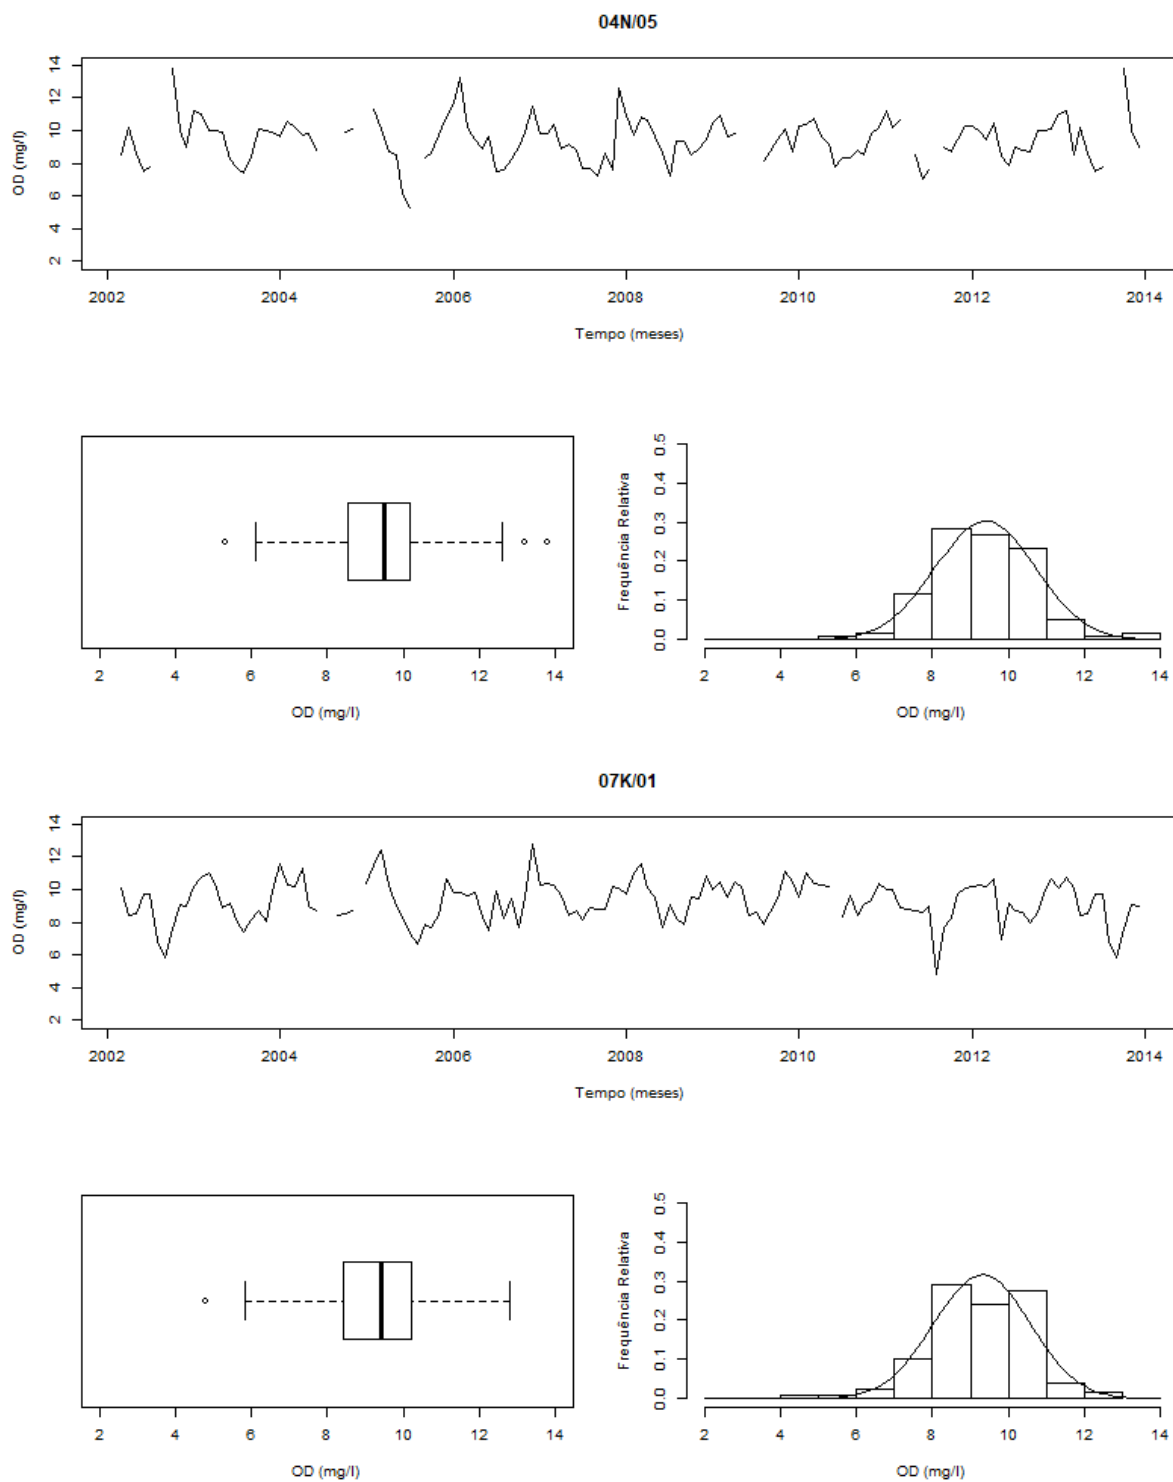 04N/05
OD (mg/l)
14
12
10
8
6
4
2
2002 2004 2006 2008 2010 2012 2014
Tempo (meses)
2 4 6 8 10 12 14
OD (mg/l)
Frequência Relativa
0.5
0.4
0.3
0.2
0.1
0.0
2 4 6 8 10 12 14
OD (mg/l)
07K/01
OD (mg/l)
14
12
10
8
6
4
2
2002 2004 2006 2008 2010 2012 2014
Tempo (meses)
2 4 6 8 10 12 14
OD (mg/l)
Frequência Relativa
0.5
0.4
0.3
0.2
0.1
0.0
2 4 6 8 10 12 14
OD (mg/l)